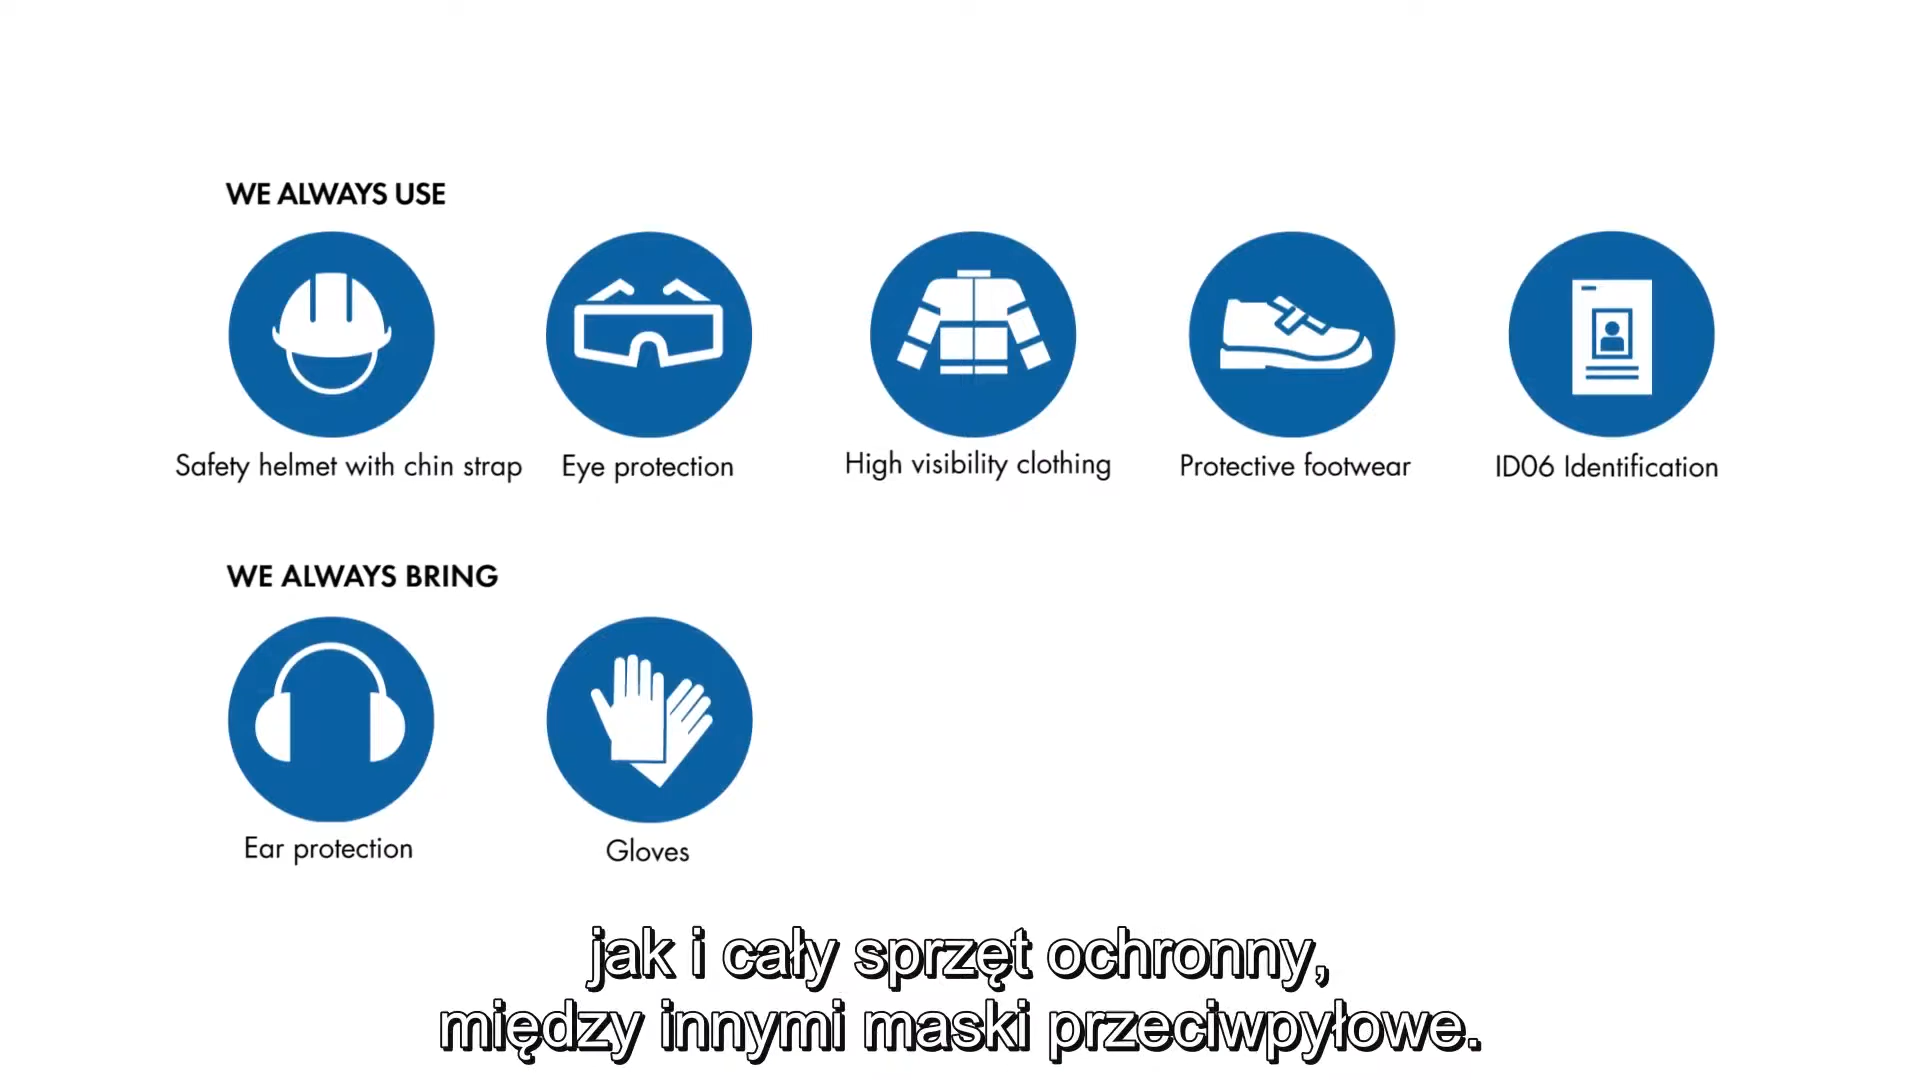 WE ALWAYS USE
Safety helmet with chin strap
Eye protection
High visibility clothing
Protective footwear
ID06 Identification
WE ALWAYS BRING
Ear protection
Gloves
jak i cały sprzęt ochronny,
między innymi maski przeciwpyłowe.